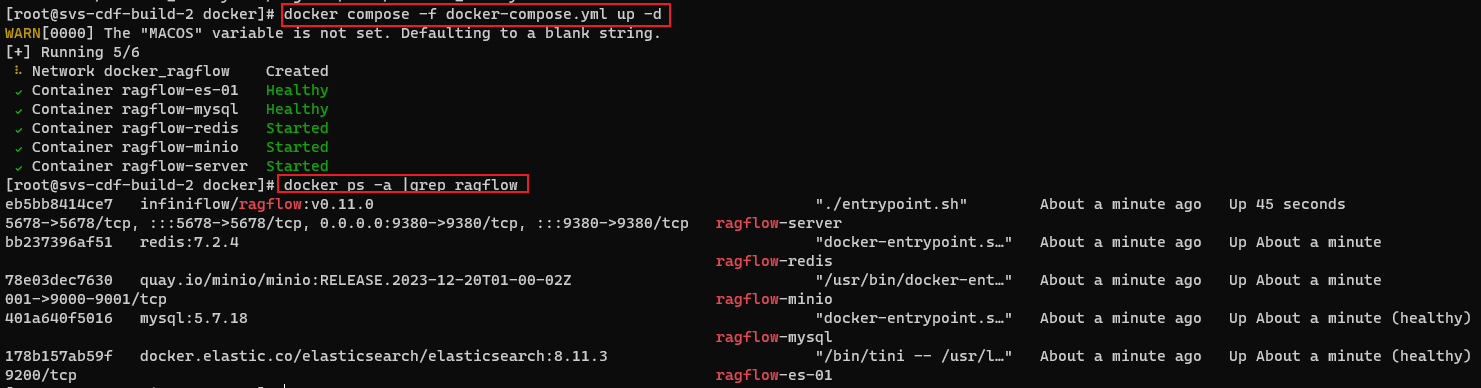 [root@svs-cdf-build-2 docker]# docker compose -f docker-compose.yml up -d
WARN[0000] The "MACOS" variable is not set. Defaulting to a blank string.
[+] Running 5/6
⠧ Network docker_ragflow    Created
✓ Container ragflow-es-01   Healthy
✓ Container ragflow-mysql   Healthy
✓ Container ragflow-redis   Started
✓ Container ragflow-minio   Started
✓ Container ragflow-server  Started
[root@svs-cdf-build-2 docker]# docker ps -a |grep ragflow
eb5bb8414ce7   infiniflow/ragflow:v0.11.0   "./entrypoint.sh"   About a minute ago   Up 45 seconds
5678->5678/tcp, :::5678->5678/tcp, 0.0.0.0:9380->9380/tcp, :::9380->9380/tcp   ragflow-server
bb237396af51   redis:7.2.4   "docker-entrypoint.s…"   About a minute ago   Up About a minute
ragflow-redis
78e03dec7630   quay.io/minio/minio:RELEASE.2023-12-20T01-00-02Z   "/usr/bin/docker-ent…"   About a minute ago   Up About a minute
001->9000-9001/tcp   ragflow-minio
401a640f5016   mysql:5.7.18   "docker-entrypoint.s…"   About a minute ago   Up About a minute (healthy)
ragflow-mysql
178b157ab59f   docker.elastic.co/elasticsearch/elasticsearch:8.11.3   "/bin/tini -- /usr/l…"   About a minute ago   Up About a minute (healthy)
9200/tcp   ragflow-es-01